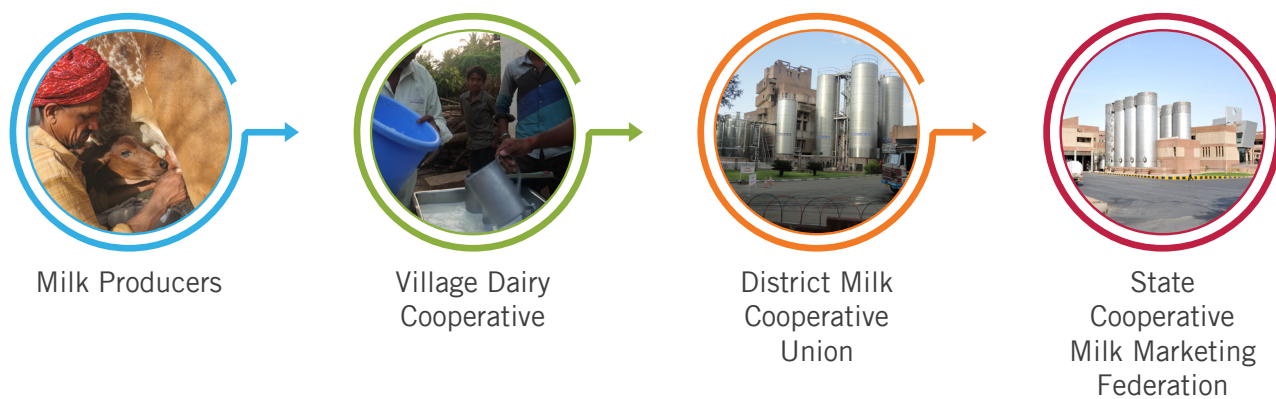 Milk Producers
Village Dairy
Cooperative
District Milk
Cooperative
Union
State
Cooperative
Milk Marketing
Federation